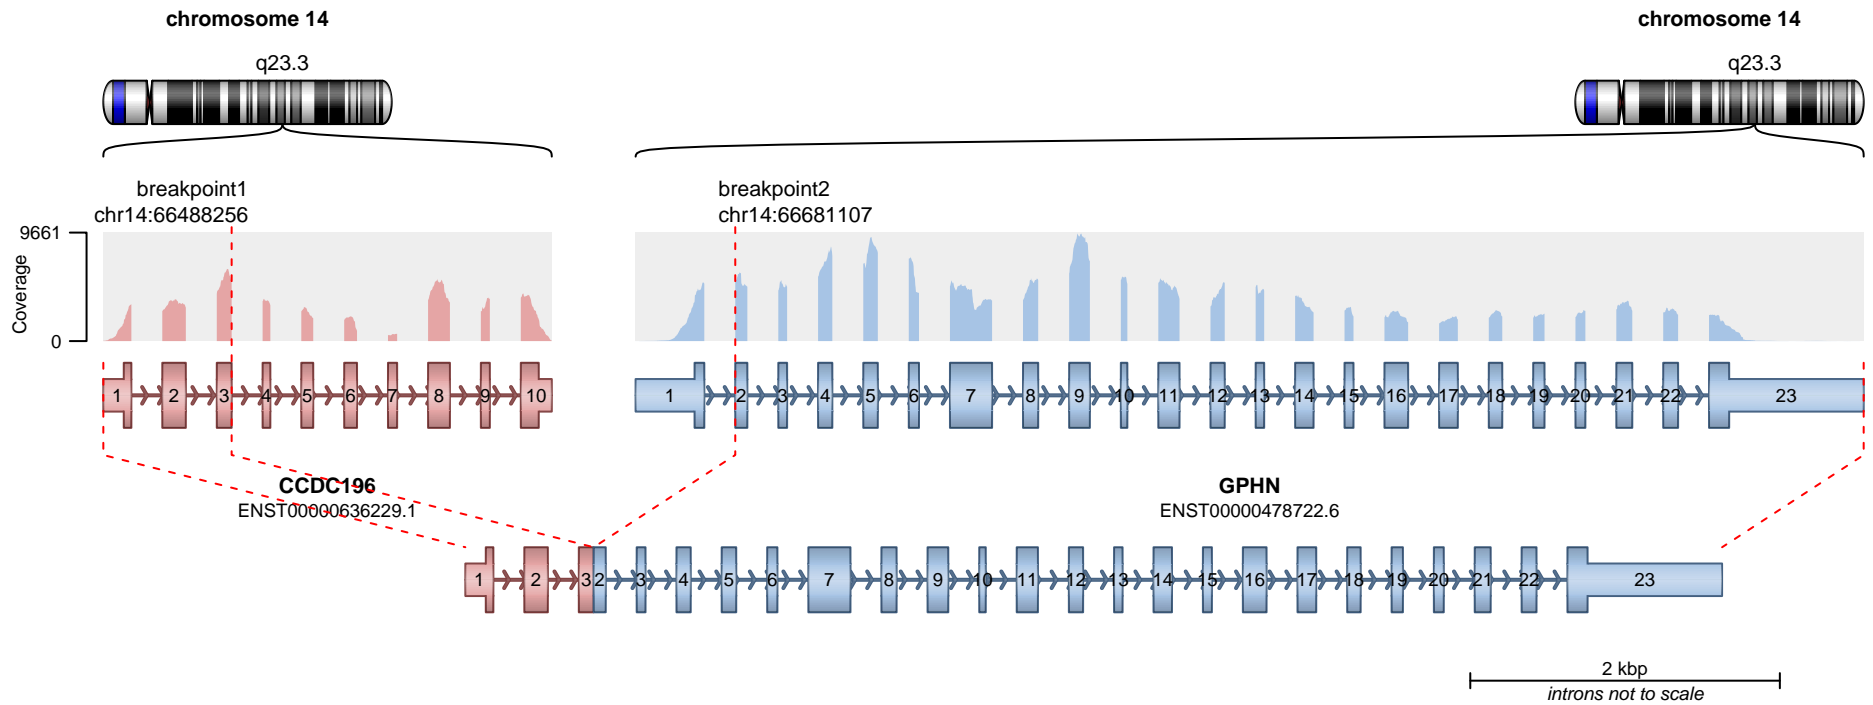 chromosome 14
chromosome 14
q23.3
q23.3
breakpoint1
chr14:66488256
breakpoint2
chr14:66681107
9661
Coverage
0
1 2 3 4 5 6 7 8 9 10
1 2 3 4 5 6 7 8 9 10 11 12 13 14 15 16 17 18 19 20 21 22 23
CCDC196
ENST00000636229.1
GPHN
ENST00000478722.6
1 2 3 2 3 4 5 6 7 8 9 10 11 12 13 14 15 16 17 18 19 20 21 22 23
2 kbp
introns not to scale